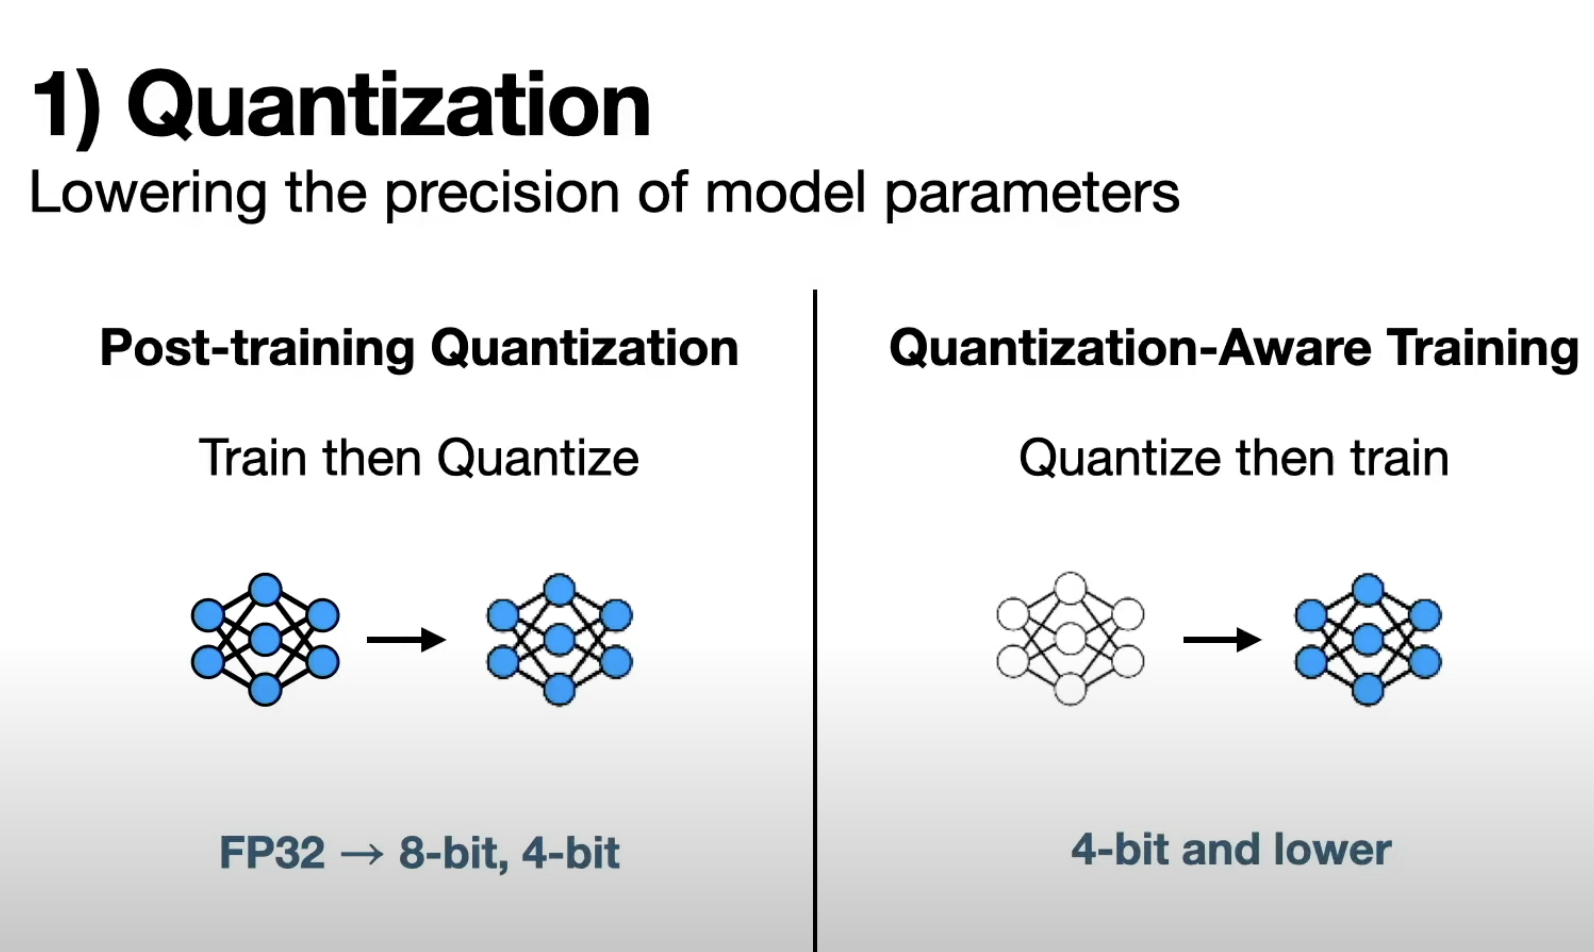 1) Quantization
Lowering the precision of model parameters
Post-training Quantization
Train then Quantize
FP32 → 8-bit, 4-bit
Quantization-Aware Training
Quantize then train
4-bit and lower